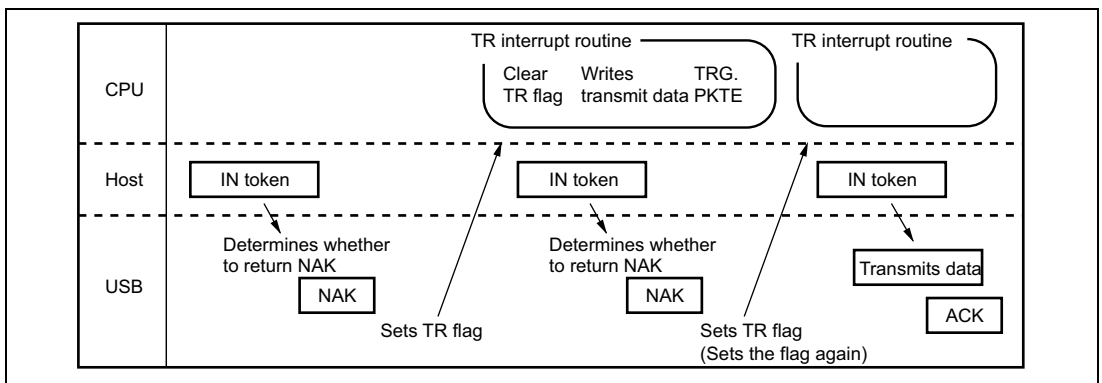 CPU
TR interrupt routine
Clear Writes TRG.
TR flag transmit data PKTE
TR interrupt routine
Host
IN token
IN token
IN token
USB
Determines whether
to return NAK
NAK
Sets TR flag
Determines whether
to return NAK
NAK
Sets TR flag
(Sets the flag again)
Transmits data
ACK